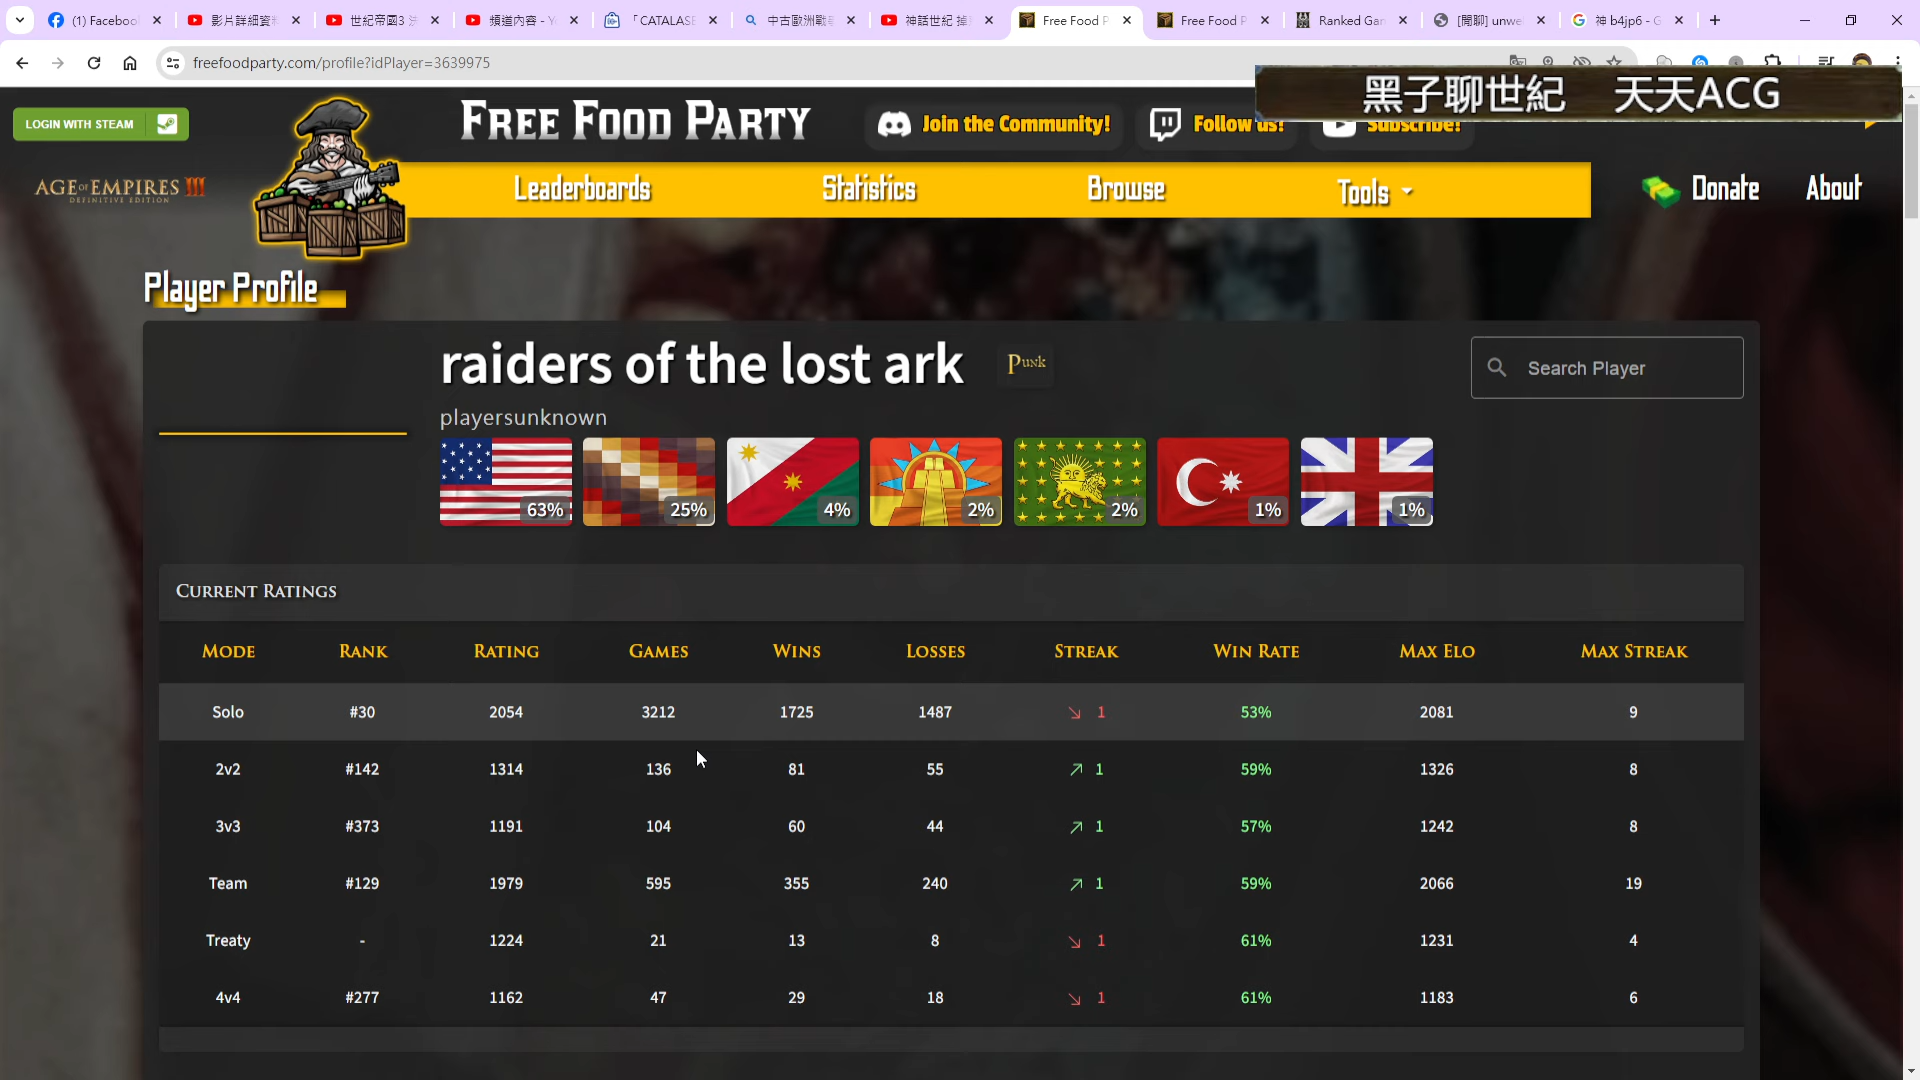 (1) Faceboo
影片詳細資
世紀帝國3 決
頻道內容 - Yo
「CATALASE
中古歐洲戰
神話世紀 掉
Free Food P
Free Food P
Ranked Gan
[閒聊] unwe
神 b4jp6 - G
freefoodparty.com/profile?idPlayer=3639975
黑子聊世紀 天天ACG
LOGIN WITH STEAM
FREE FOOD PARTY
Join the Community!
Follow us!
Subscribe!
AGE OF EMPIRES III
DEFINITIVE EDITION
Leaderboards
Statistics
Browse
Tools
Donate
About
Player Profile
raiders of the lost ark
Punk
Search Player
playersunknown
63%
25%
4%
2%
2%
1%
1%
CURRENT RATINGS
MODE RANK RATING GAMES WINS LOSSES STREAK WIN RATE MAX ELO MAX STREAK
Solo #30 2054 3212 1725 1487 1 53% 2081 9
2v2 #142 1314 136 81 55 1 59% 1326 8
3v3 #373 1191 104 60 44 1 57% 1242 8
Team #129 1979 595 355 240 1 59% 2066 19
Treaty - 1224 21 13 8 1 61% 1231 4
4v4 #277 1162 47 29 18 1 61% 1183 6